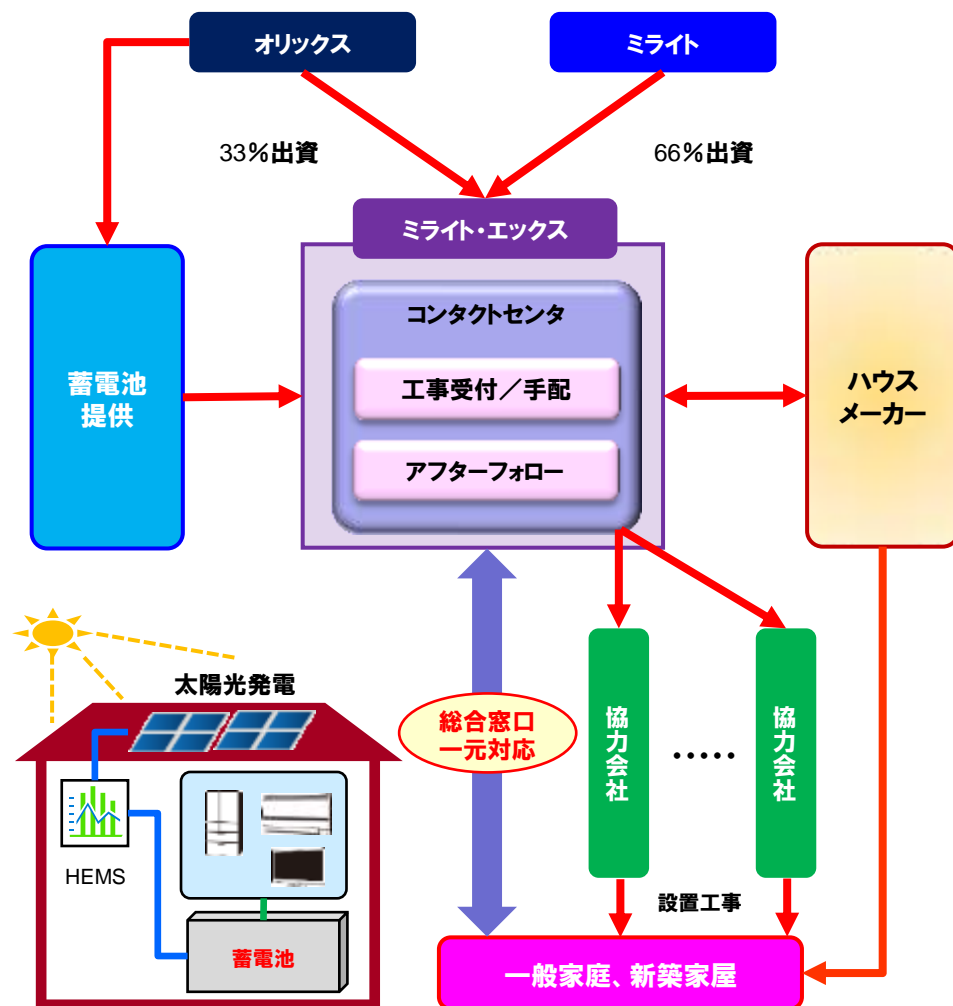 オリックス
ミライト
33%出資
66%出資
ミライト・エックス
コンタクトセンタ
工事受付／手配
アフターフォロー
蓄電池
提供
ハウス
メーカー
太陽光発電
総合窓口
一元対応
協力会社
・・・・・
協力会社
HEMS
蓄電池
設置工事
一般家庭、新築家屋